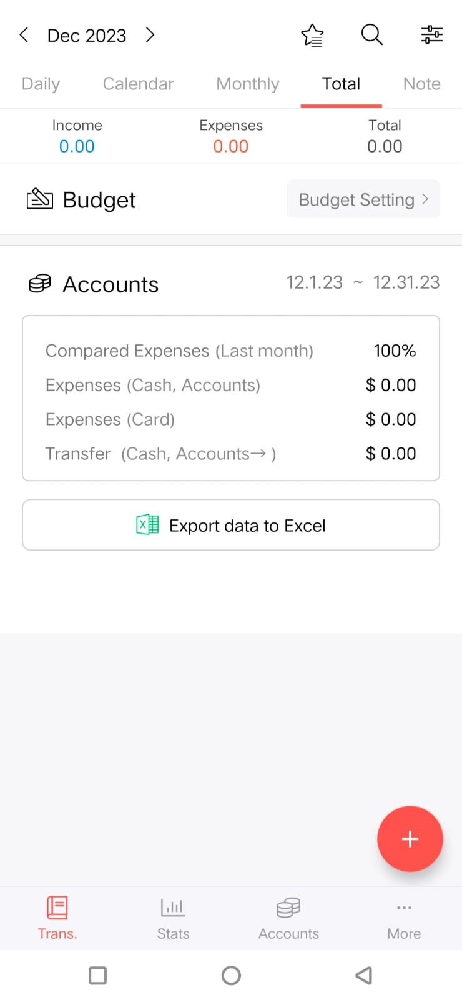 Dec 2023
Daily Calendar Monthly Total Note
Income Expenses Total
0.00 0.00 0.00
Budget Budget Setting
Accounts 12.1.23 ~ 12.31.23
Compared Expenses (Last month) 100%
Expenses (Cash, Accounts) $ 0.00
Expenses (Card) $ 0.00
Transfer (Cash, Accounts→ ) $ 0.00
Export data to Excel
Trans. Stats Accounts More